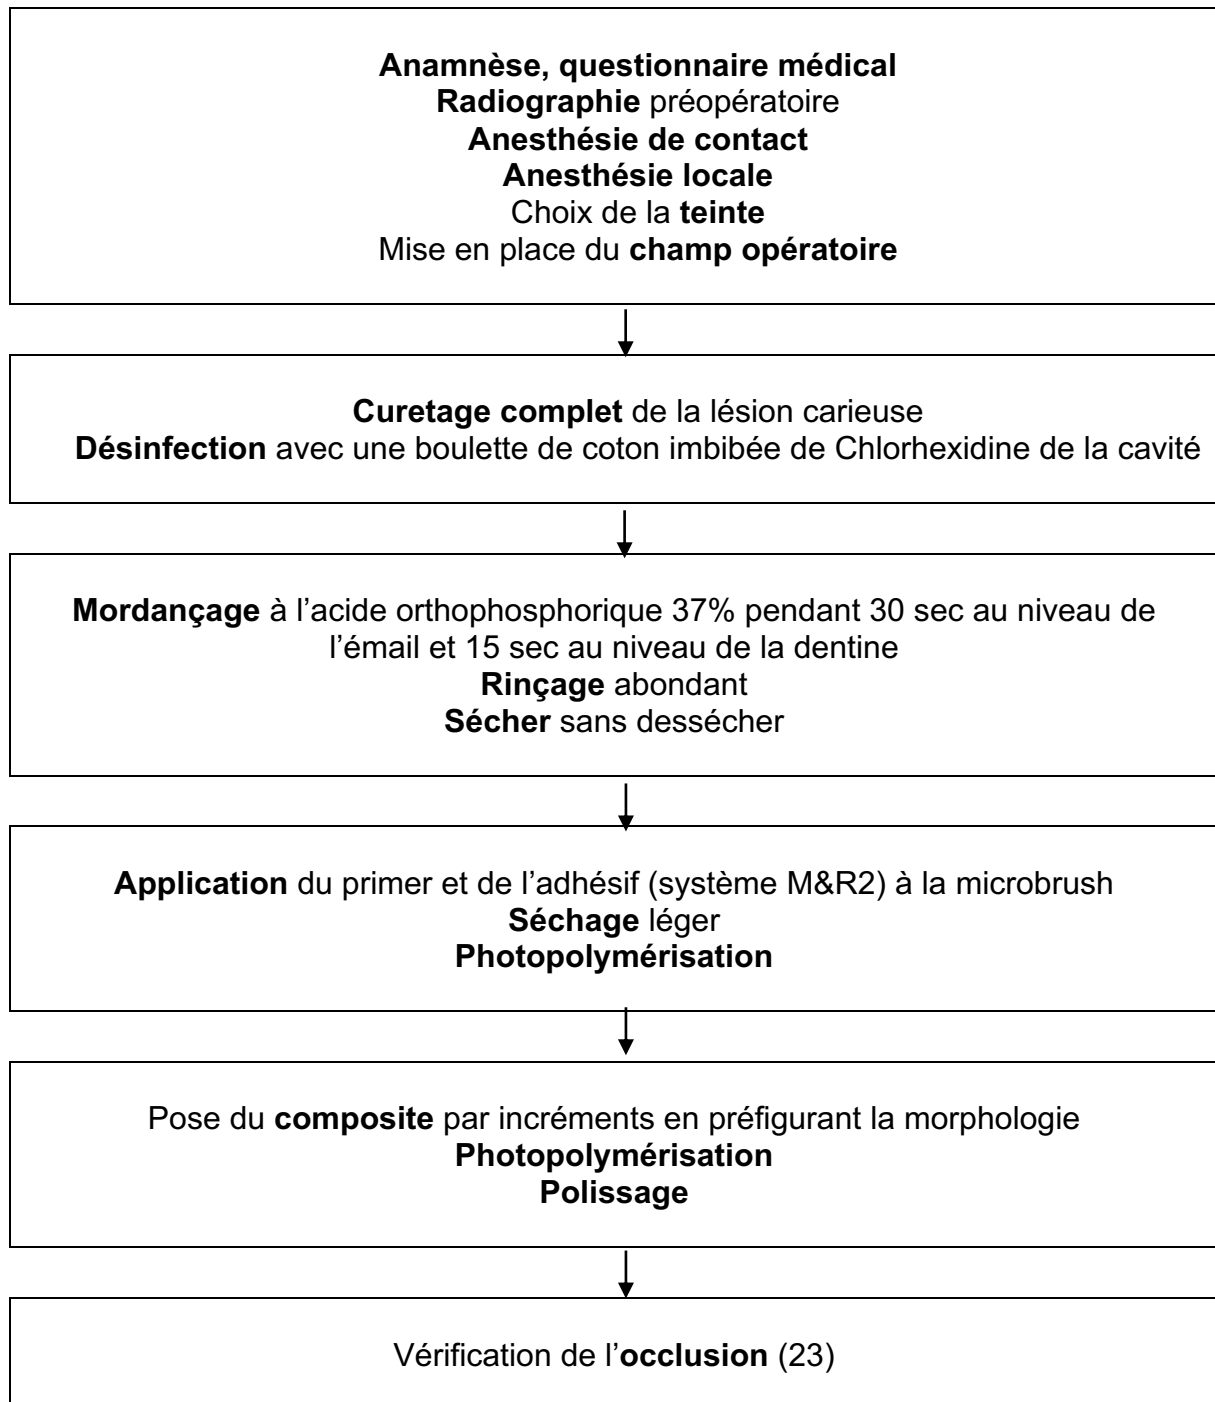 Anamnèse, questionnaire médical
Radiographie préopératoire
Anesthésie de contact
Anesthésie locale
Choix de la teinte
Mise en place du champ opératoire
Curetage complet de la lésion carieuse
Désinfection avec une boulette de coton imbibée de Chlorhexidine de la cavité
Mordançage à l’acide orthophosphorique 37% pendant 30 sec au niveau de
l’émail et 15 sec au niveau de la dentine
Rinçage abondant
Sécher sans dessécher
Application du primer et de l’adhésif (système M&R2) à la microbrush
Séchage léger
Photopolymérisation
Pose du composite par incréments en préfigurant la morphologie
Photopolymérisation
Polissage
Vérification de l’occlusion (23)